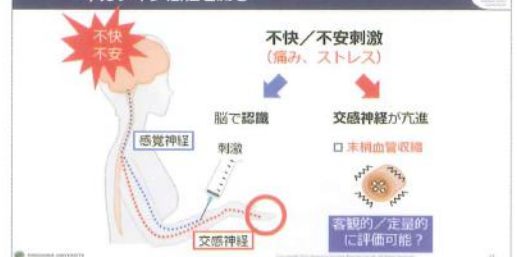 不快
不安
不快／不安刺激
(痛み、ストレス)
脳で認識
交感神経が亢進
感覚神経
刺激
□ 末梢血管収縮
客観的／定量的
に評価可能？
交感神経